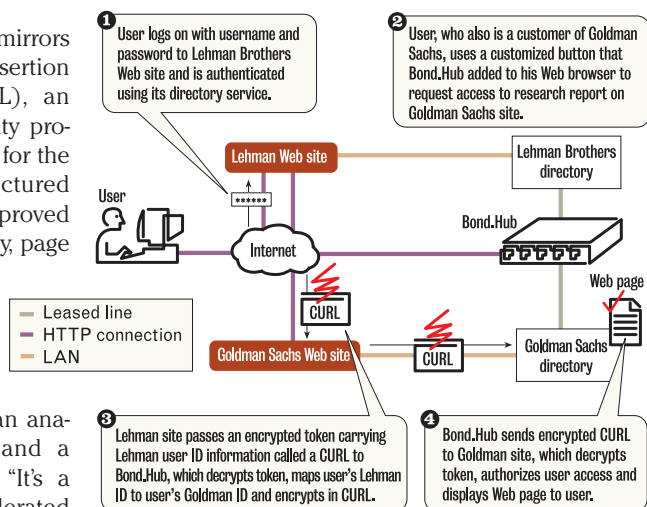 mirrors
sertion
L), an
ity pro-
for the
ctured
proved
y, page
1
User logs on with username and
password to Lehman Brothers
Web site and is authenticated
using its directory service.
2
User, who also is a customer of Goldman
Sachs, uses a customized button that
Bond.Hub added to his Web browser to
request access to research report on
Goldman Sachs site.
Lehman Web site
Lehman Brothers
directory
User
******
Internet
Bond.Hub
Web page
CURL
Leased line
HTTP connection
LAN
Goldman Sachs Web site
CURL
Goldman Sachs
directory
an ana-
and a
"It's a
lerated
3
Lehman site passes an encrypted token carrying
Lehman user ID information called a CURL to
Bond.Hub, which decrypts token, maps user's Lehman
ID to user's Goldman ID and encrypts in CURL.
4
Bond.Hub sends encrypted CURL
to Goldman site, which decrypts
token, authorizes user access and
displays Web page to user.